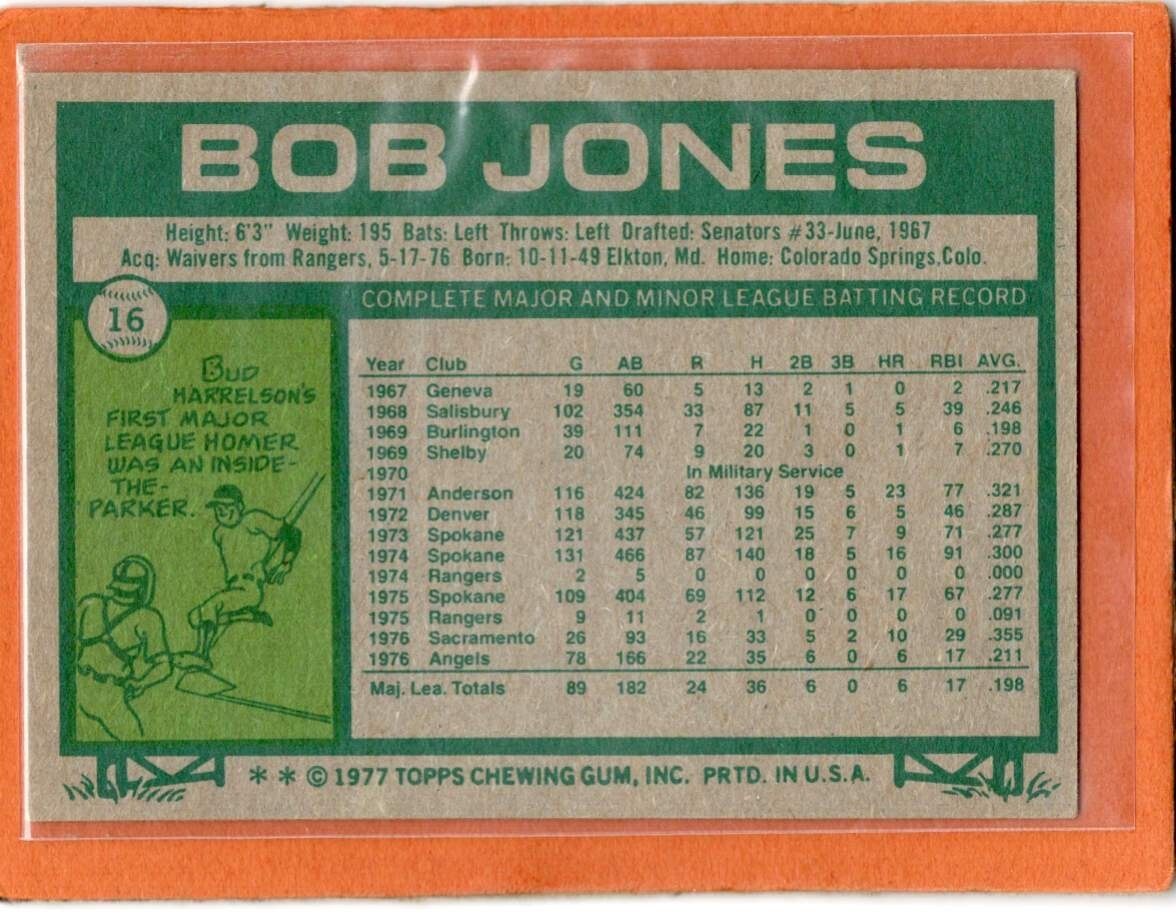 BOB JONES
Height: 6'3" Weight: 195 Bats: Left Throws: Left Drafted: Senators #33-June, 1967
Acq: Waivers from Rangers, 5-17-76 Born: 10-11-49 Elkton, Md. Home: Colorado Springs, Colo.
16
BUD
HARRELSON'S
FIRST MAJOR
LEAGUE HOMER
WAS AN INSIDE-
THE-
PARKER.
COMPLETE MAJOR AND MINOR LEAGUE BATTING RECORD
Year Club G AB R H 2B 3B HR RBI AVG.
1967 Geneva 19 60 5 13 2 1 0 2 .217
1968 Salisbury 102 354 33 87 11 5 5 39 .246
1969 Burlington 39 111 7 22 1 0 1 6 .198
1969 Shelby 20 74 9 20 3 0 1 7 .270
1970 In Military Service
1971 Anderson 116 424 82 136 19 5 23 77 .321
1972 Denver 118 345 46 99 15 6 5 46 .287
1973 Spokane 121 437 57 121 25 7 9 71 .277
1974 Spokane 131 466 87 140 18 5 16 91 .300
1974 Rangers 2 5 0 0 0 0 0 0 .000
1975 Spokane 109 404 69 112 12 6 17 67 .277
1975 Rangers 9 11 2 1 0 0 0 0 .091
1976 Sacramento 26 93 16 33 5 2 10 29 .355
1976 Angels 78 166 22 35 6 0 6 17 .211
Maj. Lea. Totals 89 182 24 36 6 0 6 17 .198
* * © 1977 TOPPS CHEWING GUM, INC. PRTD. IN U.S.A.